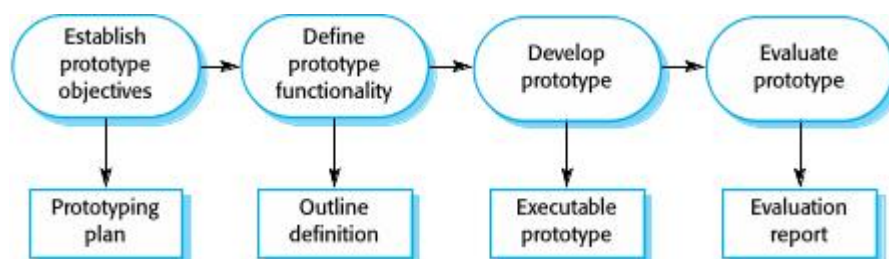 Establish
prototype
objectives
Define
prototype
functionality
Develop
prototype
Evaluate
prototype
Prototyping
plan
Outline
definition
Executable
prototype
Evaluation
report